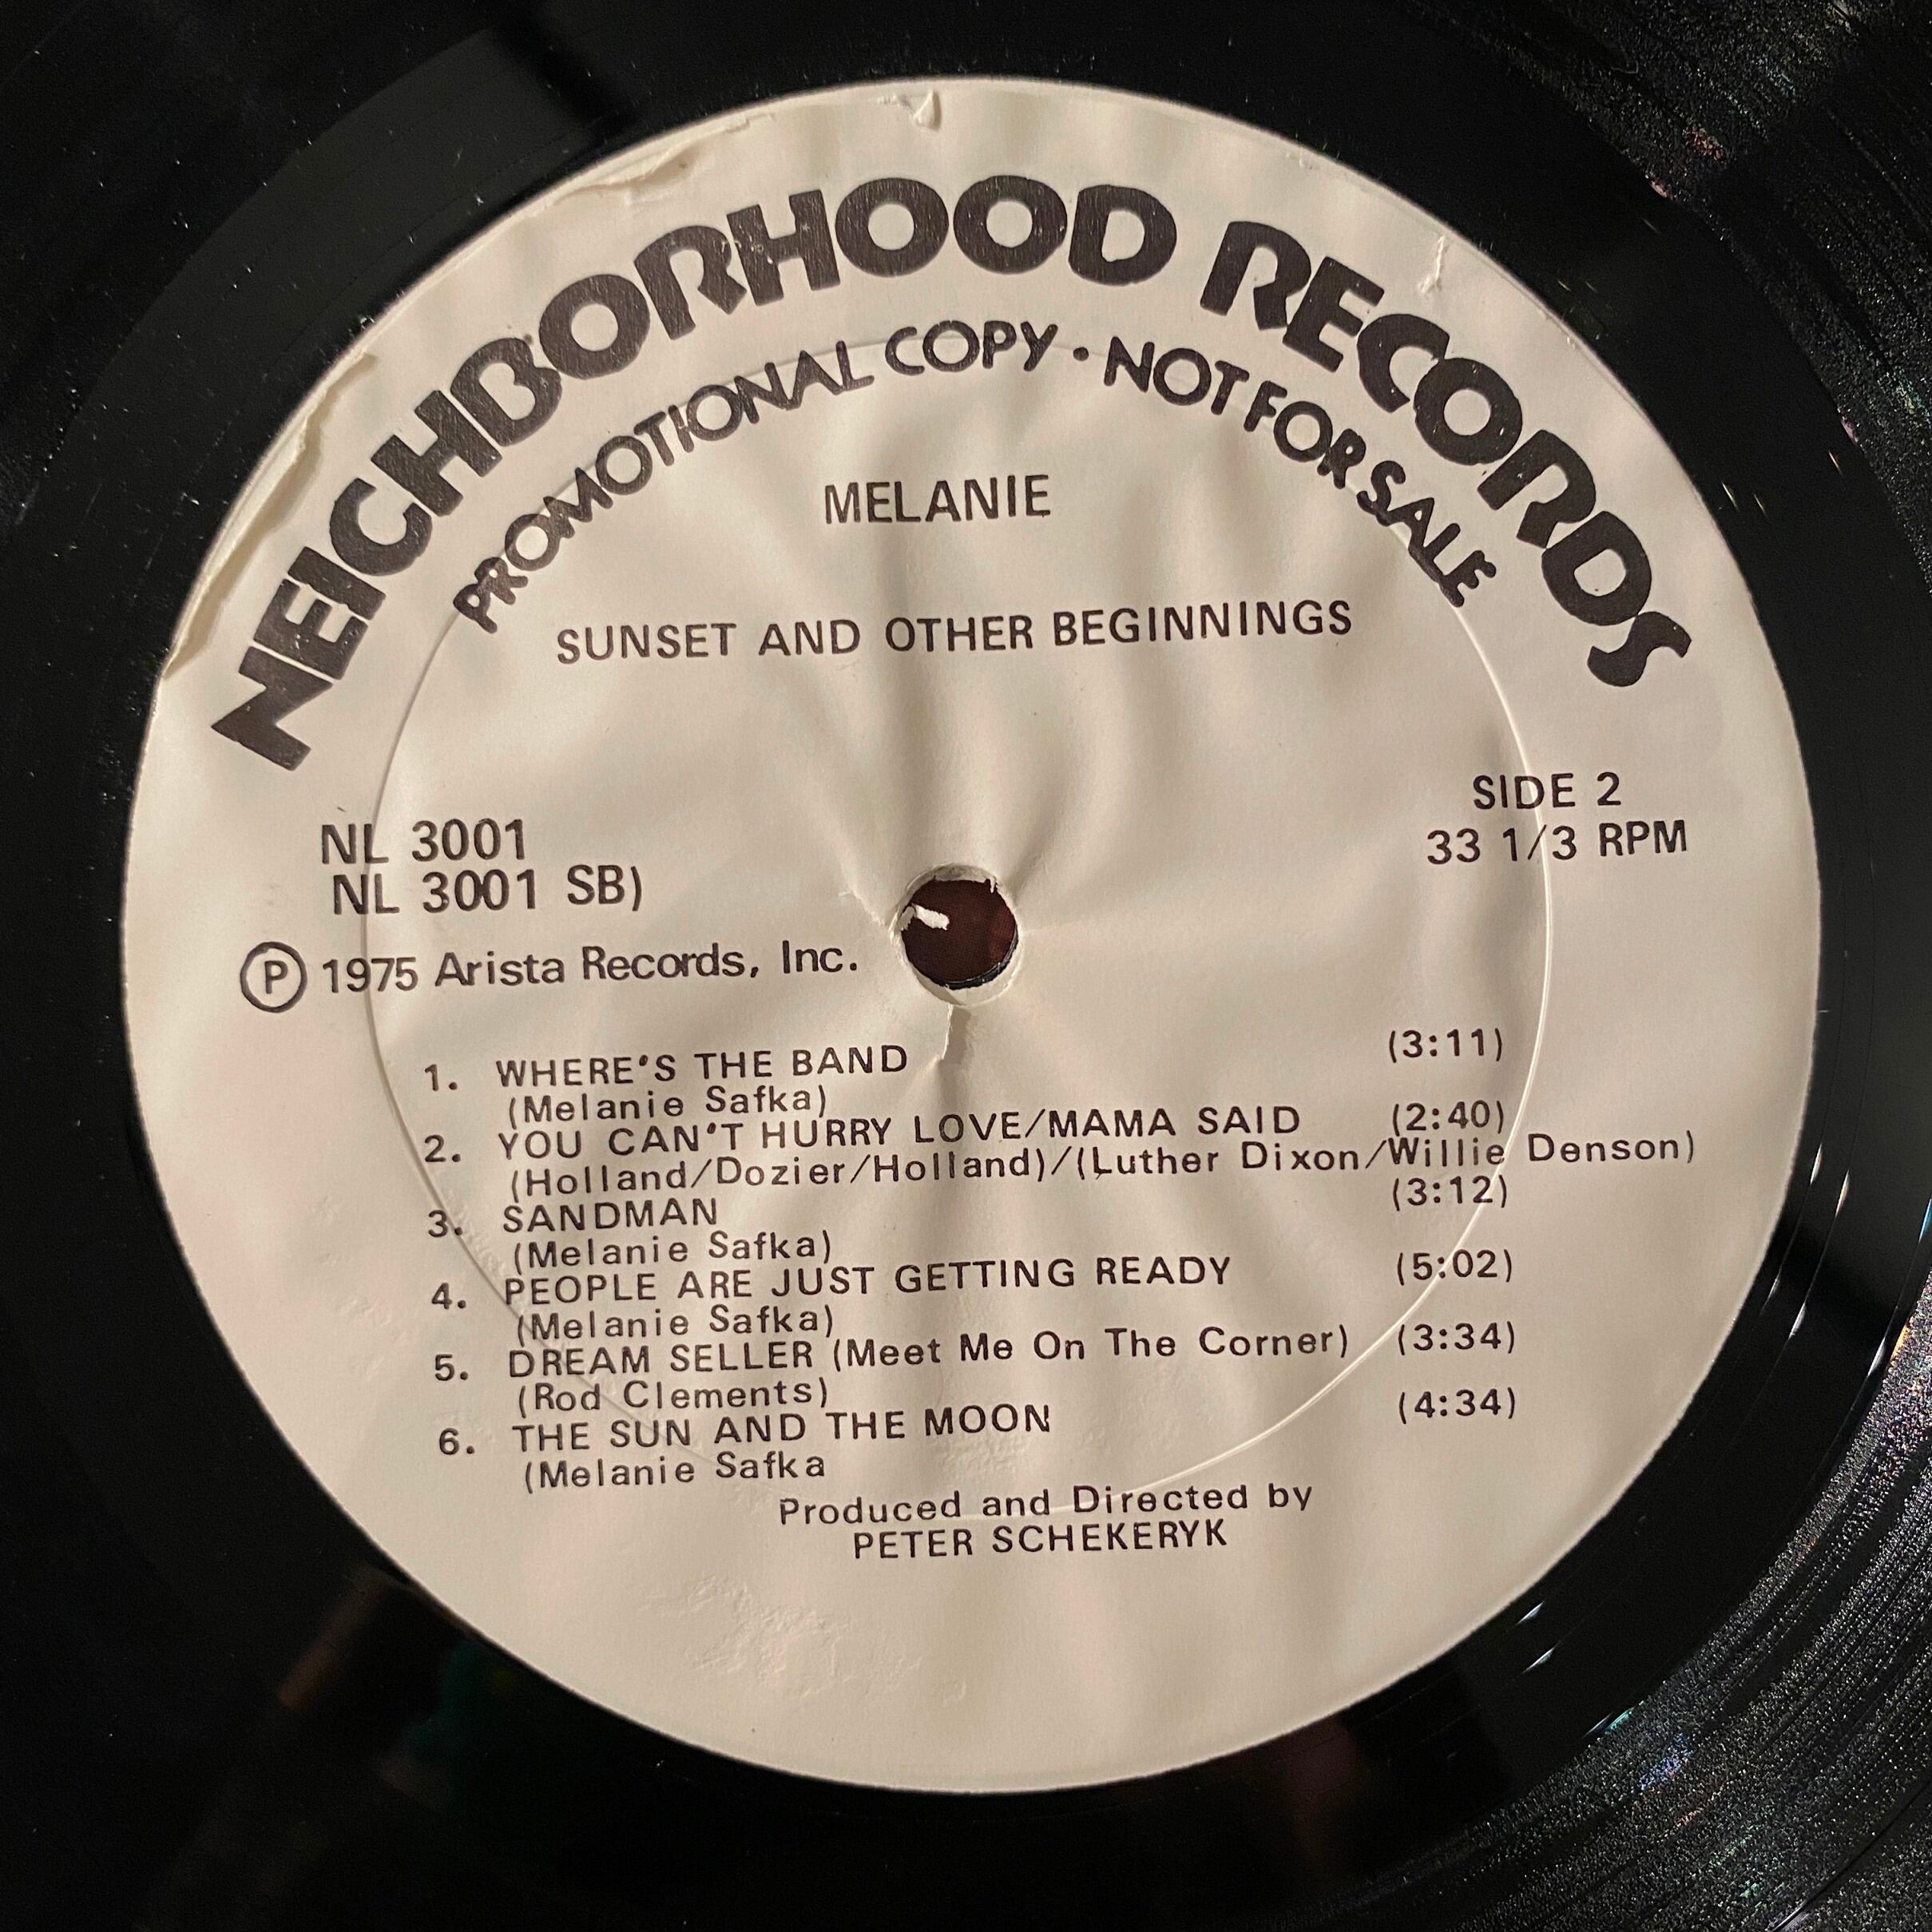 NEIGHBORHOOD RECORDS
PROMOTIONAL COPY · NOT FOR SALE
MELANIE
SUNSET AND OTHER BEGINNINGS
SIDE 2
33 1/3 RPM
NL 3001
NL 3001 SB)
Ⓟ 1975 Arista Records, Inc.
1. WHERE'S THE BAND (3:11)
(Melanie Safka)
2. YOU CAN'T HURRY LOVE/MAMA SAID (2:40)
(Holland/Dozier/Holland)/(Luther Dixon/Willie Denson)
3. SANDMAN (3:12)
(Melanie Safka)
4. PEOPLE ARE JUST GETTING READY (5:02)
(Melanie Safka)
5. DREAM SELLER (Meet Me On The Corner) (3:34)
(Rod Clements)
6. THE SUN AND THE MOON (4:34)
(Melanie Safka
Produced and Directed by
PETER SCHEKERYK